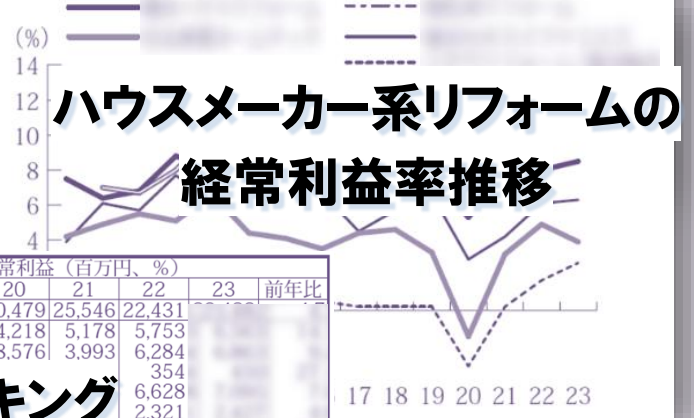 (%)
14
12
10
8
6
4
ハウスメーカー系リフォームの
経常利益率推移
常利益（百万円、%）
20 21 22 23 前年比
0,479 25,546 22,431
4,218 5,178 5,753
8,576 3,993 6,284
354
6,628
2,321
キング
17 18 19 20 21 22 23